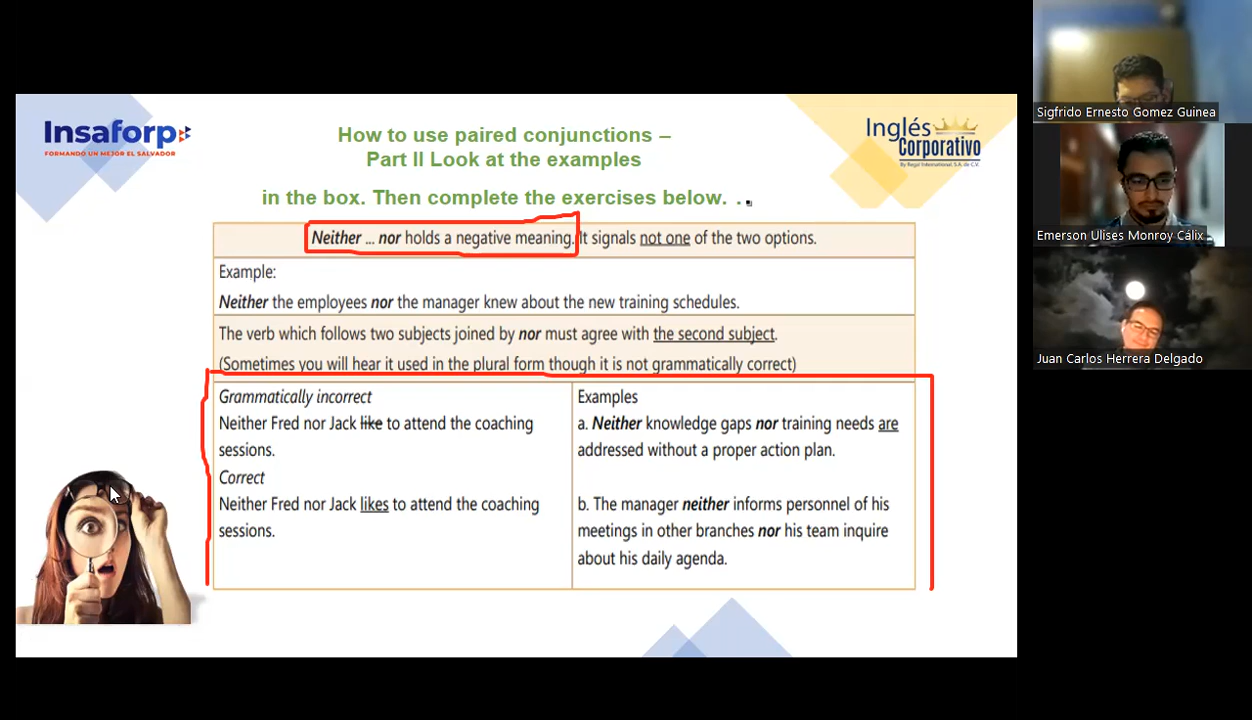 Insaforp
FORMANDO UN MEJOR EL SALVADOR
How to use paired conjunctions –
Part II Look at the examples
in the box. Then complete the exercises below. . .
Inglés
Corporativo
By Regal International, S.A. de C.V.
Neither ... nor holds a negative meaning. It signals not one of the two options.
Example:
Neither the employees nor the manager knew about the new training schedules.
The verb which follows two subjects joined by nor must agree with the second subject.
(Sometimes you will hear it used in the plural form though it is not grammatically correct)
Grammatically incorrect
Neither Fred nor Jack like to attend the coaching
sessions.
Correct
Neither Fred nor Jack likes to attend the coaching
sessions.
Examples
a. Neither knowledge gaps nor training needs are
addressed without a proper action plan.
b. The manager neither informs personnel of his
meetings in other branches nor his team inquire
about his daily agenda.
Sigfrido Ernesto Gomez Guinea
Emerson Ulises Monroy Cálix
Juan Carlos Herrera Delgado